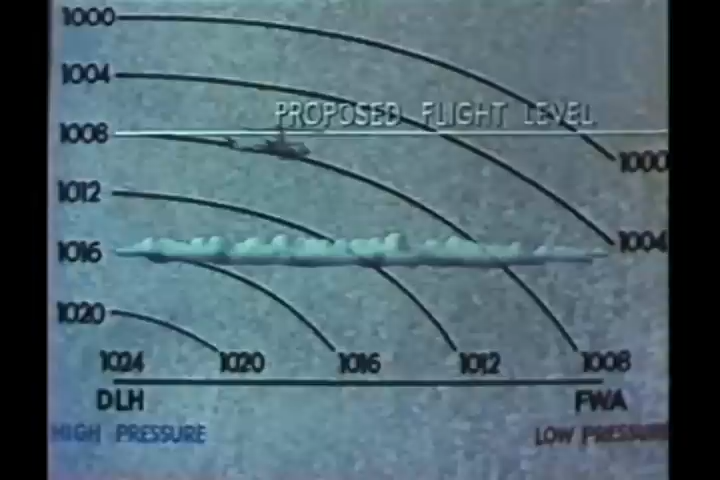 1000
1004
PROPOSED FLIGHT LEVEL
1008
1000
1012
1004
1016
1020
1024 1020 1016 1012 1008
DLH FWA
HIGH PRESSURE LOW PRESSURE